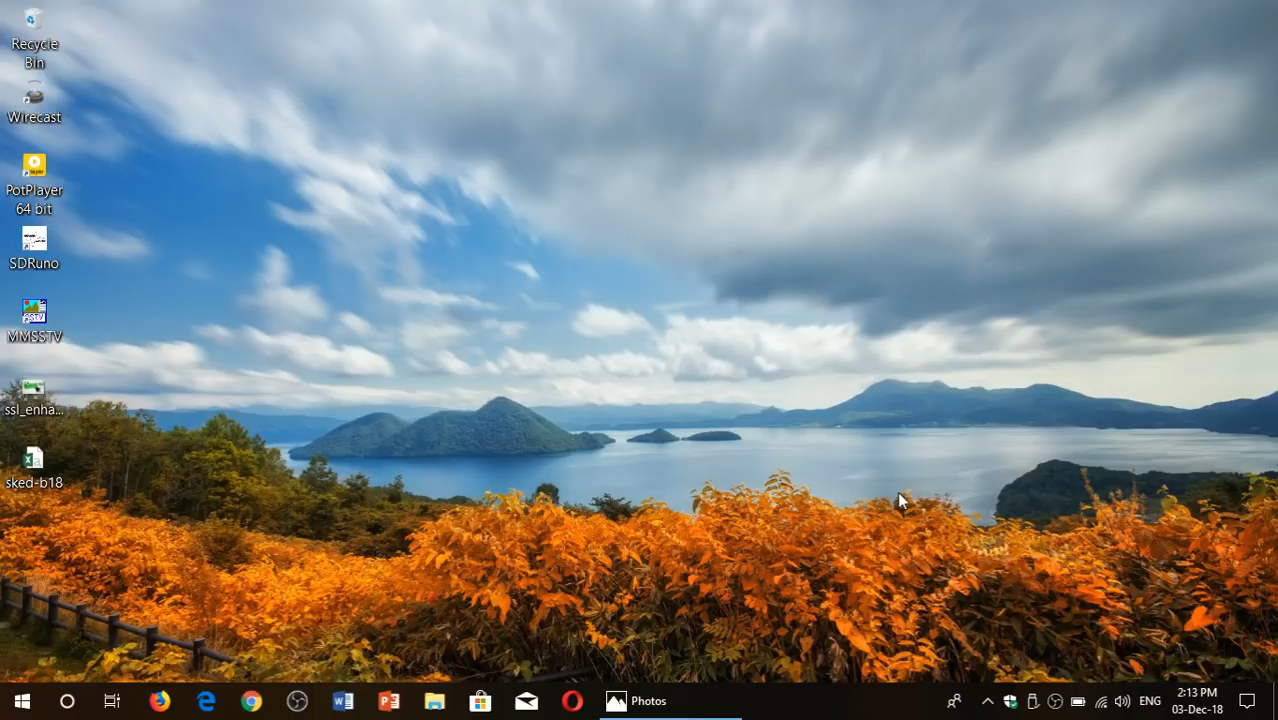 Recycle
Bin
Wirecast
PotPlayer
64 bit
SDRuno
SSTV
MMSSTV
ssl_enha...
sked-b18
Photos
ENG
2:13 PM
03-Dec-18